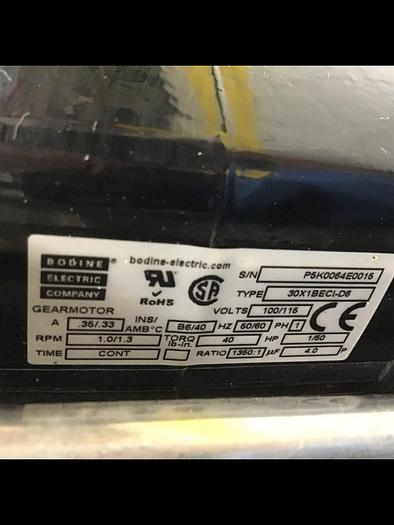 BODINE ELECTRIC COMPANY
bodine-electric.com
RoHS
S/N P5K0064E0015
TYPE 30X1BECI-D6
GEARMOTOR VOLTS 100/115
A .35/.33 INS/AMB°C B6/40 HZ 50/60 PH 1
RPM 1.0/1.3 TORQ lb-in. 40 HP 1/50
TIME CONT RATIO 1350:1 µF 4.0 P